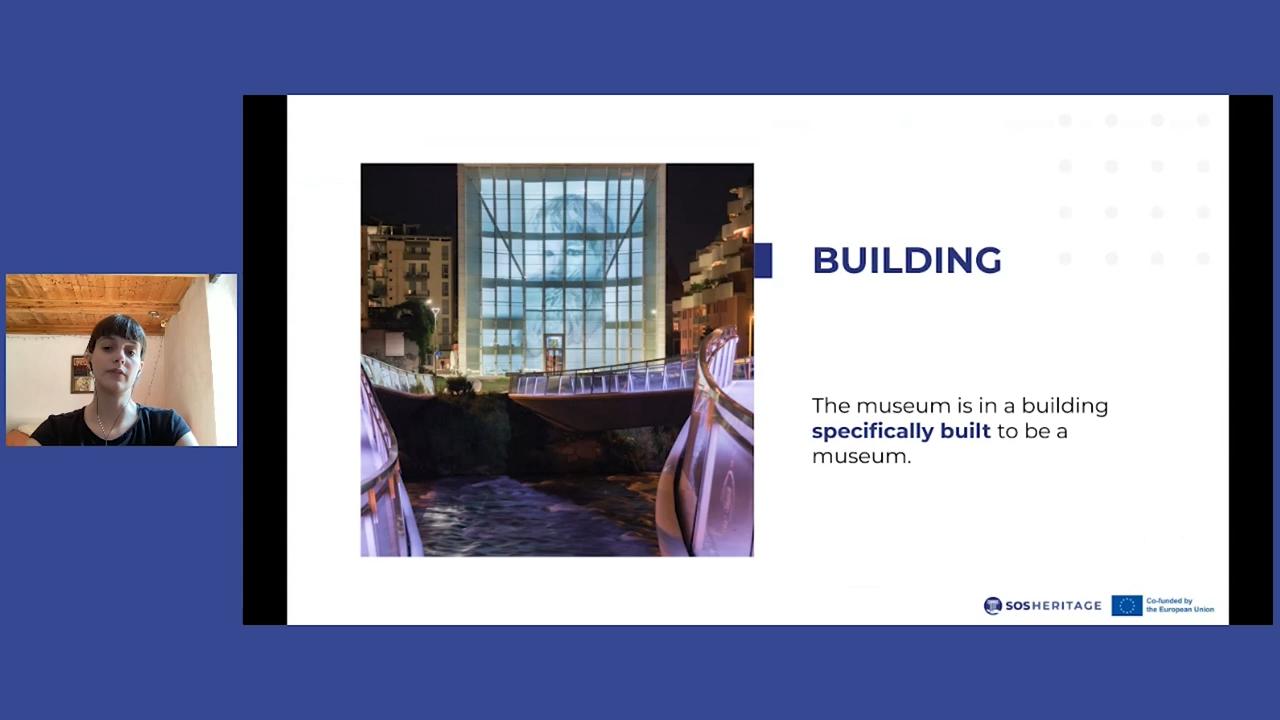 BUILDING
The museum is in a building
specifically built to be a
museum.
SOSHERITAGE
Co-funded by
the European Union